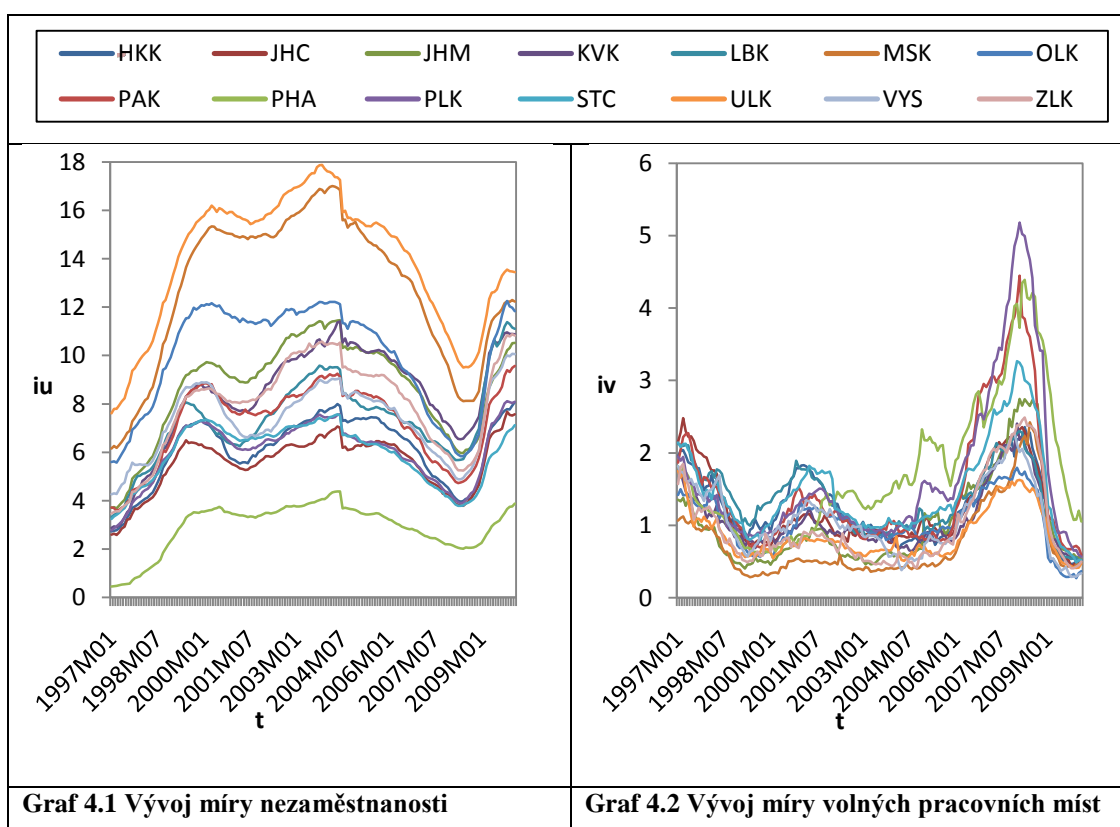 HKK JHC JHM KVK LBK MSK OLK
PAK PHA PLK STC ULK VYS ZLK
18
16
14
12
10
8
6
4
2
0
iu
1997M01
1998M07
2000M01
2001M07
2003M01
2004M07
2006M01
2007M07
2009M01
t
Graf 4.1 Vývoj míry nezaměstnanosti
6
5
4
3
2
1
0
iv
1997M01
1998M07
2000M01
2001M07
2003M01
2004M07
2006M01
2007M07
2009M01
t
Graf 4.2 Vývoj míry volných pracovních míst